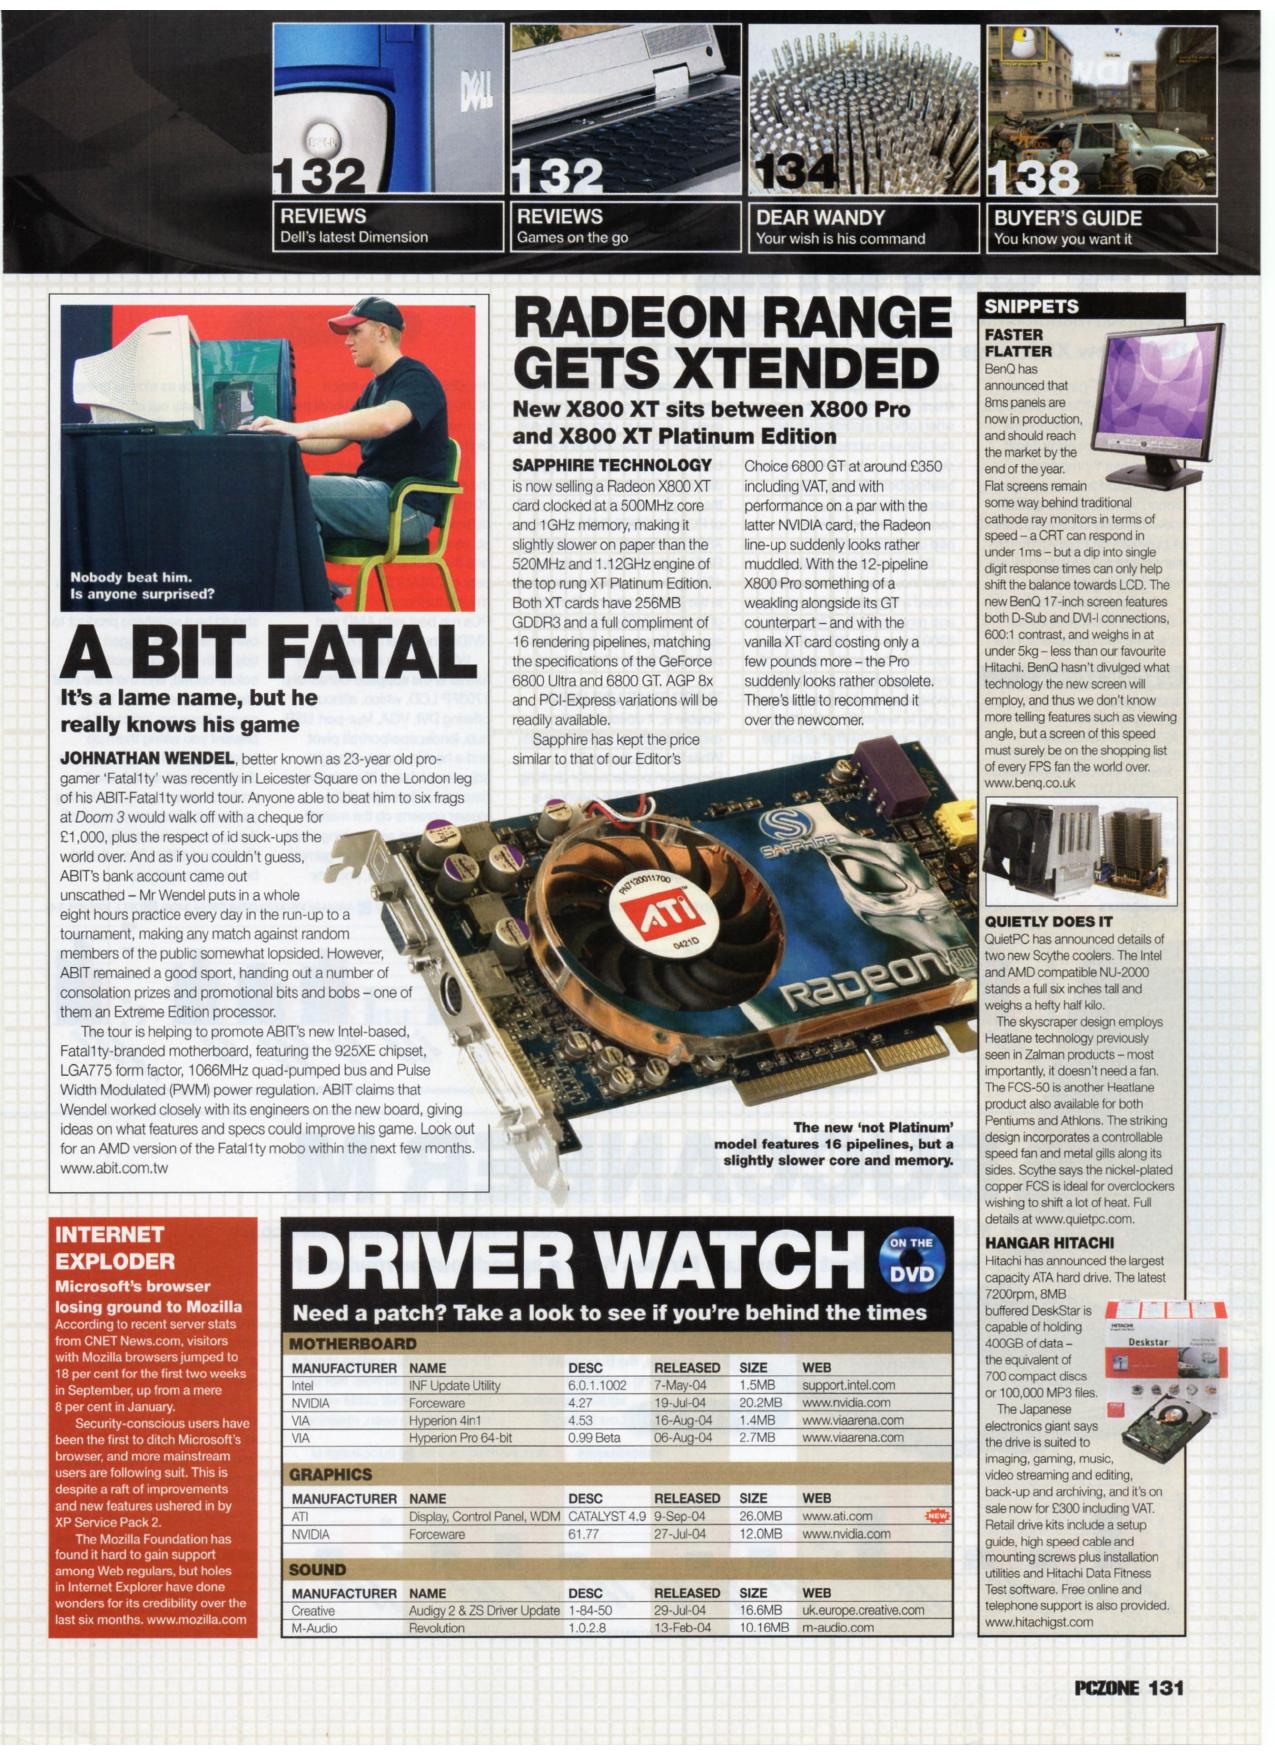 DELL
132
REVIEWS
Dell's latest Dimension
132
REVIEWS
Games on the go
134
DEAR WANDY
Your wish is his command
138
BUYER'S GUIDE
You know you want it
Nobody beat him.
Is anyone surprised?
A BIT FATAL
It's a lame name, but he
really knows his game
JOHNATHAN WENDEL, better known as 23-year old pro-
gamer 'Fatal1ty' was recently in Leicester Square on the London leg
of his ABIT-Fatal1ty world tour. Anyone able to beat him to six frags
at Doom 3 would walk off with a cheque for
£1,000, plus the respect of id suck-ups the
world over. And as if you couldn't guess,
ABIT's bank account came out
unscathed – Mr Wendel puts in a whole
eight hours practice every day in the run-up to a
tournament, making any match against random
members of the public somewhat lopsided. However,
ABIT remained a good sport, handing out a number of
consolation prizes and promotional bits and bobs – one of
them an Extreme Edition processor.
The tour is helping to promote ABIT's new Intel-based,
Fatal1ty-branded motherboard, featuring the 925XE chipset,
LGA775 form factor, 1066MHz quad-pumped bus and Pulse
Width Modulated (PWM) power regulation. ABIT claims that
Wendel worked closely with its engineers on the new board, giving
ideas on what features and specs could improve his game. Look out
for an AMD version of the Fatal1ty mobo within the next few months.
www.abit.com.tw
RADEON RANGE
GETS XTENDED
New X800 XT sits between X800 Pro
and X800 XT Platinum Edition
SAPPHIRE TECHNOLOGY
is now selling a Radeon X800 XT
card clocked at a 500MHz core
and 1GHz memory, making it
slightly slower on paper than the
520MHz and 1.12GHz engine of
the top rung XT Platinum Edition.
Both XT cards have 256MB
GDDR3 and a full compliment of
16 rendering pipelines, matching
the specifications of the GeForce
6800 Ultra and 6800 GT. AGP 8x
and PCI-Express variations will be
readily available.
Sapphire has kept the price
similar to that of our Editor's
Choice 6800 GT at around £350
including VAT, and with
performance on a par with the
latter NVIDIA card, the Radeon
line-up suddenly looks rather
muddled. With the 12-pipeline
X800 Pro something of a
weakling alongside its GT
counterpart – and with the
vanilla XT card costing only a
few pounds more – the Pro
suddenly looks rather obsolete.
There's little to recommend it
over the newcomer.
SAPPHIRE
PN7120011700
ATI
0421D
RADEON
The new 'not Platinum'
model features 16 pipelines, but a
slightly slower core and memory.
SNIPPETS
FASTER
FLATTER
BenQ has
announced that
8ms panels are
now in production,
and should reach
the market by the
end of the year.
Flat screens remain
some way behind traditional
cathode ray monitors in terms of
speed – a CRT can respond in
under 1ms – but a dip into single
digit response times can only help
shift the balance towards LCD. The
new BenQ 17-inch screen features
both D-Sub and DVI-I connections,
600:1 contrast, and weighs in at
under 5kg – less than our favourite
Hitachi. BenQ hasn't divulged what
technology the new screen will
employ, and thus we don't know
more telling features such as viewing
angle, but a screen of this speed
must surely be on the shopping list
of every FPS fan the world over.
www.benq.co.uk
QUIETLY DOES IT
QuietPC has announced details of
two new Scythe coolers. The Intel
and AMD compatible NU-2000
stands a full six inches tall and
weighs a hefty half kilo.
The skyscraper design employs
Heatlane technology previously
seen in Zalman products – most
importantly, it doesn't need a fan.
The FCS-50 is another Heatlane
product also available for both
Pentiums and Athlons. The striking
design incorporates a controllable
speed fan and metal gills along its
sides. Scythe says the nickel-plated
copper FCS is ideal for overclockers
wishing to shift a lot of heat. Full
details at www.quietpc.com.
HANGAR HITACHI
Hitachi has announced the largest
capacity ATA hard drive. The latest
7200rpm, 8MB
buffered DeskStar is
capable of holding
400GB of data –
the equivalent of
700 compact discs
or 100,000 MP3 files.
The Japanese
electronics giant says
the drive is suited to
imaging, gaming, music,
video streaming and editing,
back-up and archiving, and it's on
sale now for £300 including VAT.
Retail drive kits include a setup
guide, high speed cable and
mounting screws plus installation
utilities and Hitachi Data Fitness
Test software. Free online and
telephone support is also provided.
www.hitachigst.com
HITACHI
Deskstar
INTERNET
EXPLODER
Microsoft's browser
losing ground to Mozilla
According to recent server stats
from CNET News.com, visitors
with Mozilla browsers jumped to
18 per cent for the first two weeks
in September, up from a mere
8 per cent in January.
Security-conscious users have
been the first to ditch Microsoft's
browser, and more mainstream
users are following suit. This is
despite a raft of improvements
and new features ushered in by
XP Service Pack 2.
The Mozilla Foundation has
found it hard to gain support
among Web regulars, but holes
in Internet Explorer have done
wonders for its credibility over the
last six months. www.mozilla.com
DRIVER WATCH
ON THE
DVD
Need a patch? Take a look to see if you're behind the times
MOTHERBOARD
MANUFACTURER NAME DESC RELEASED SIZE WEB
Intel INF Update Utility 6.0.1.1002 7-May-04 1.5MB support.intel.com
NVIDIA Forceware 4.27 19-Jul-04 20.2MB www.nvidia.com
VIA Hyperion 4in1 4.53 16-Aug-04 1.4MB www.viaarena.com
VIA Hyperion Pro 64-bit 0.99 Beta 06-Aug-04 2.7MB www.viaarena.com
GRAPHICS
MANUFACTURER NAME DESC RELEASED SIZE WEB
ATI Display, Control Panel, WDM CATALYST 4.9 9-Sep-04 26.0MB www.ati.com NEW
NVIDIA Forceware 61.77 27-Jul-04 12.0MB www.nvidia.com
SOUND
MANUFACTURER NAME DESC RELEASED SIZE WEB
Creative Audigy 2 & ZS Driver Update 1-84-50 29-Jul-04 16.6MB uk.europe.creative.com
M-Audio Revolution 1.0.2.8 13-Feb-04 10.16MB m-audio.com
PCZONE 131